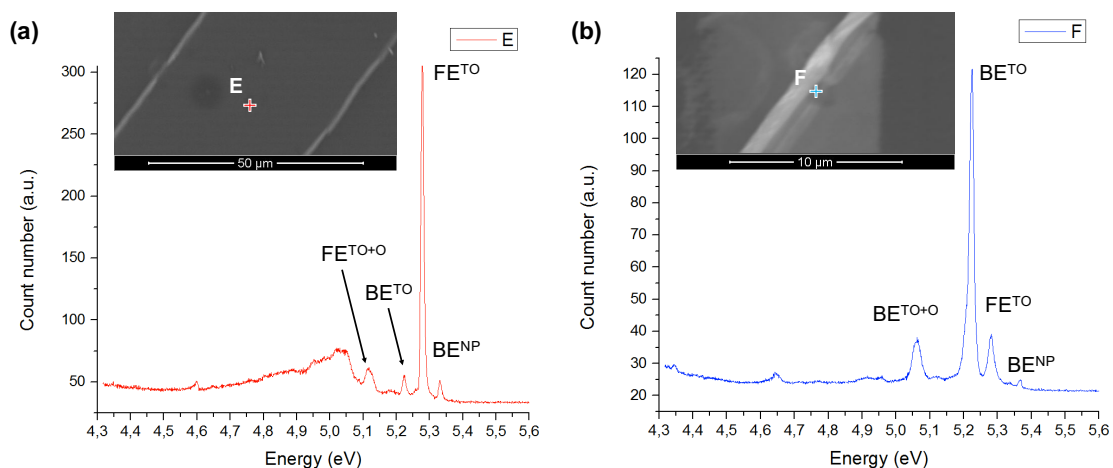 (a)
E
E
50 µm
FE^TO
FE^TO+O
BE^TO
BE^NP
300
250
200
150
100
50
Count number (a.u.)
4,3 4,4 4,5 4,6 4,7 4,8 4,9 5,0 5,1 5,2 5,3 5,4 5,5 5,6
Energy (eV)
(b)
F
F
10 µm
BE^TO
BE^TO+O
FE^TO
BE^NP
120
110
100
90
80
70
60
50
40
30
20
Count number (a.u.)
4,3 4,4 4,5 4,6 4,7 4,8 4,9 5,0 5,1 5,2 5,3 5,4 5,5 5,6
Energy (eV)